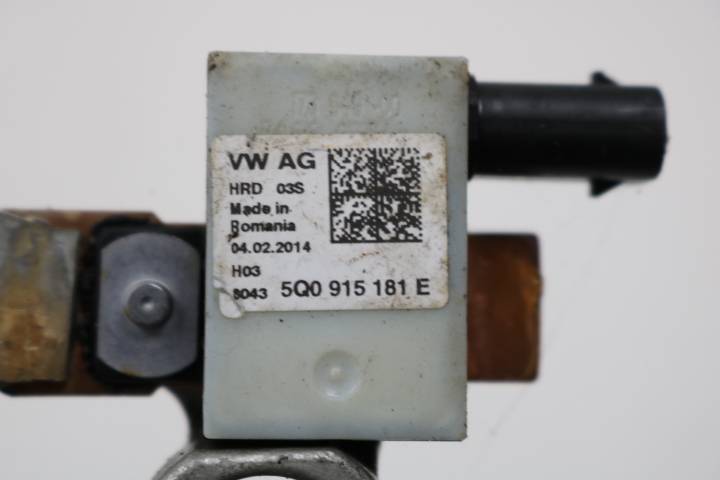 VW AG
HRD 03S
Made in
Romania
04.02.2014
H03
8043 5Q0 915 181 E